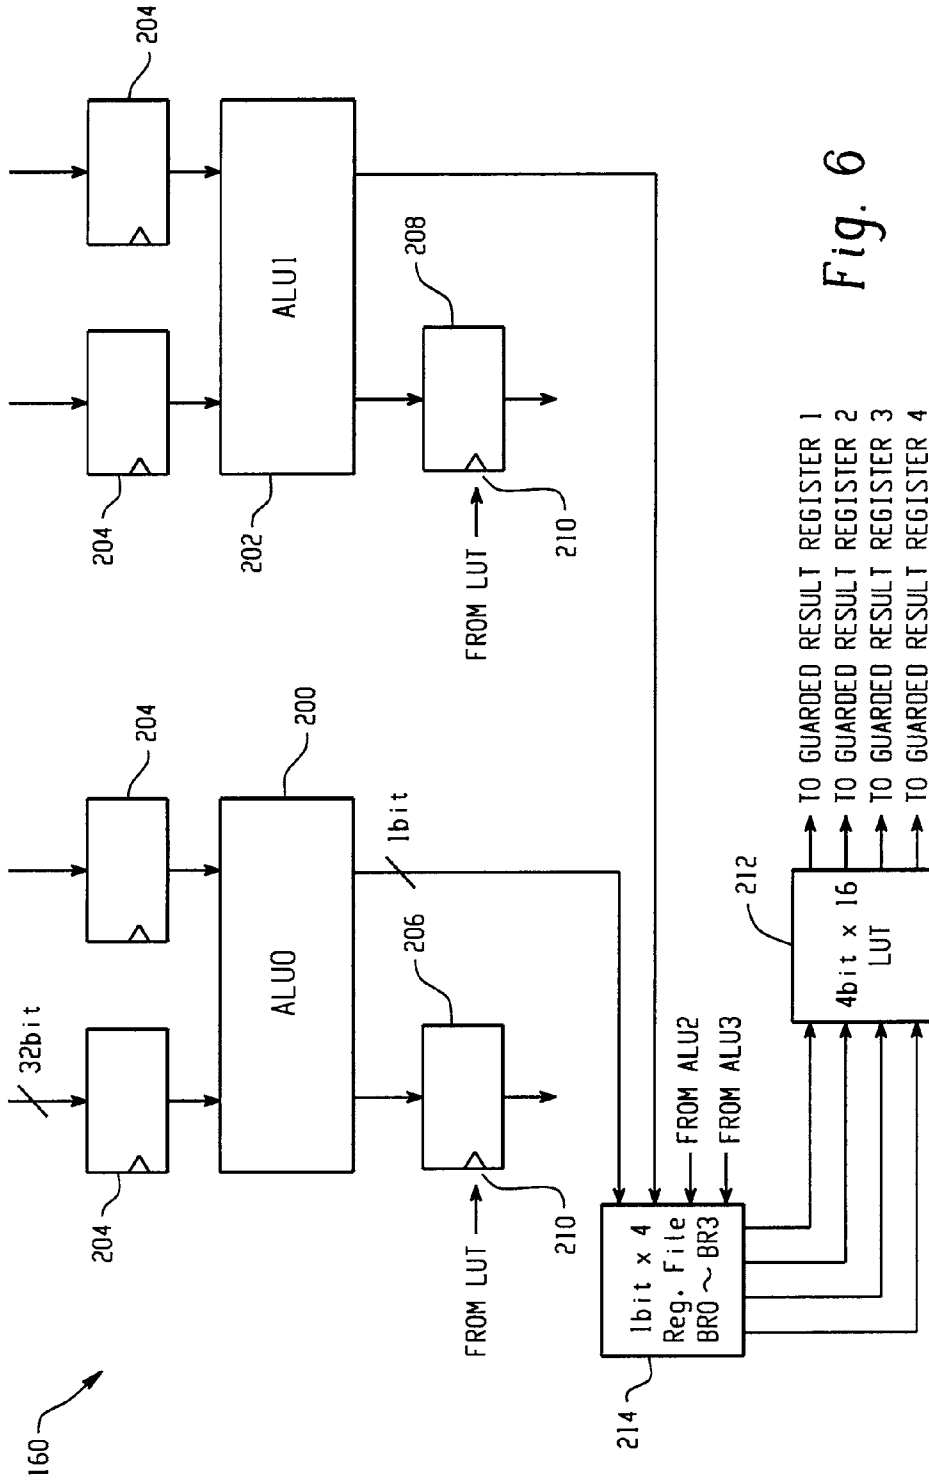 160
32bit
204
204
204
204
ALU0
200
ALU1
202
1bit
206
208
FROM LUT
210
FROM LUT
210
1bit x 4
Reg. File
BR0 ~ BR3
214
FROM ALU2
FROM ALU3
4bit x 16
LUT
212
TO GUARDED RESULT REGISTER 1
TO GUARDED RESULT REGISTER 2
TO GUARDED RESULT REGISTER 3
TO GUARDED RESULT REGISTER 4
Fig. 6